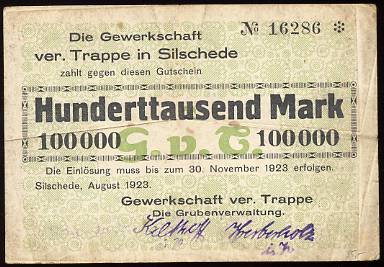 Die Gewerkschaft № 16286 *
ver. Trappe in Silschede
zahlt gegen diesen Gutschein
Hunderttausend Mark
100000 G. v. T. 100000
Die Einlösung muss bis zum 30. November 1923 erfolgen.
Silschede, August 1923.
Gewerkschaft ver. Trappe
Die Grubenverwaltung.